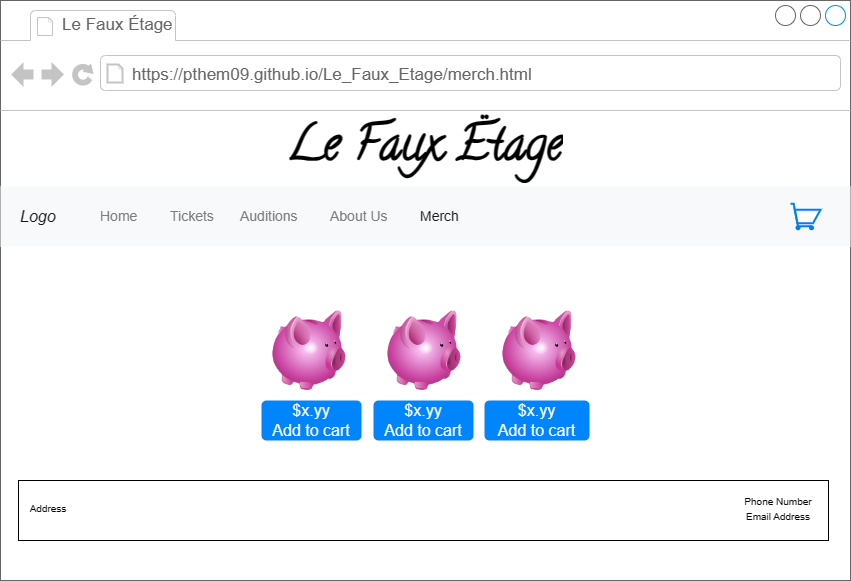 Le Faux Étage
https://pthem09.github.io/Le_Faux_Etage/merch.html
Le Faux Ëtage
Logo Home Tickets Auditions About Us Merch
$x.yy $x.yy $x.yy
Add to cart Add to cart Add to cart
Address
Phone Number
Email Address